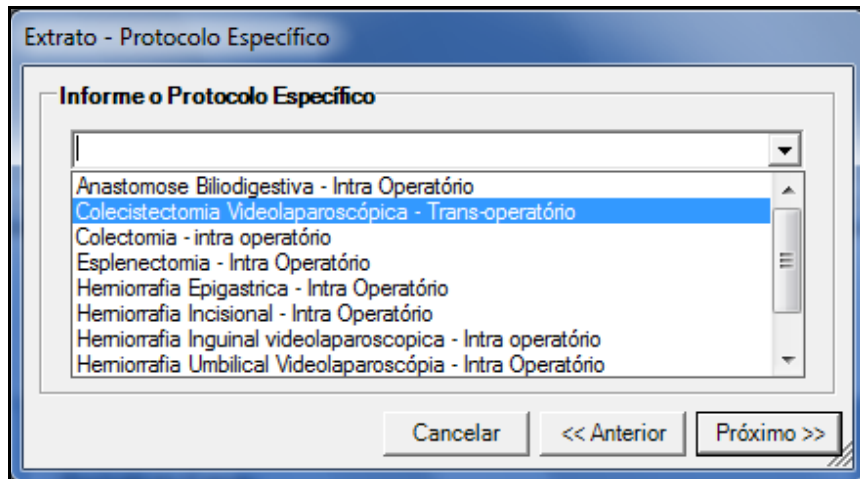 Extrato - Protocolo Específico
Informe o Protocolo Específico
Anastomose Biliodigestiva - Intra Operatório
Colecistectomia Videolaparoscópica - Trans-operatório
Colectomia - intra operatório
Esplenectomia - Intra Operatório
Herniorrafia Epigastrica - Intra Operatório
Herniorrafia Incisional - Intra Operatório
Herniorrafia Inguinal videolaparoscopica - Intra operatório
Herniorrafia Umbilical Videolaparoscópia - Intra Operatório
Cancelar << Anterior Próximo >>